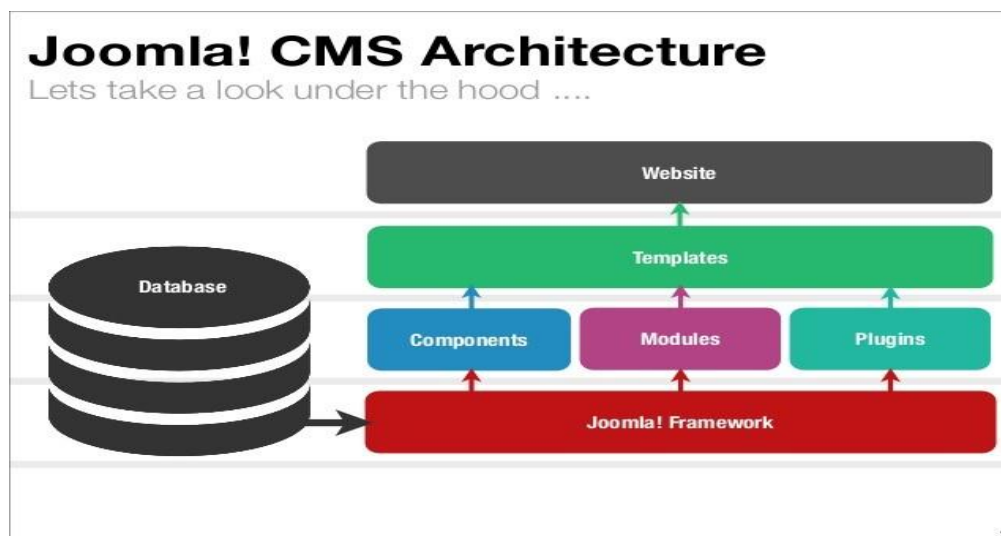 Joomla! CMS Architecture
Lets take a look under the hood ....
Website
Templates
Database
Components
Modules
Plugins
Joomla! Framework